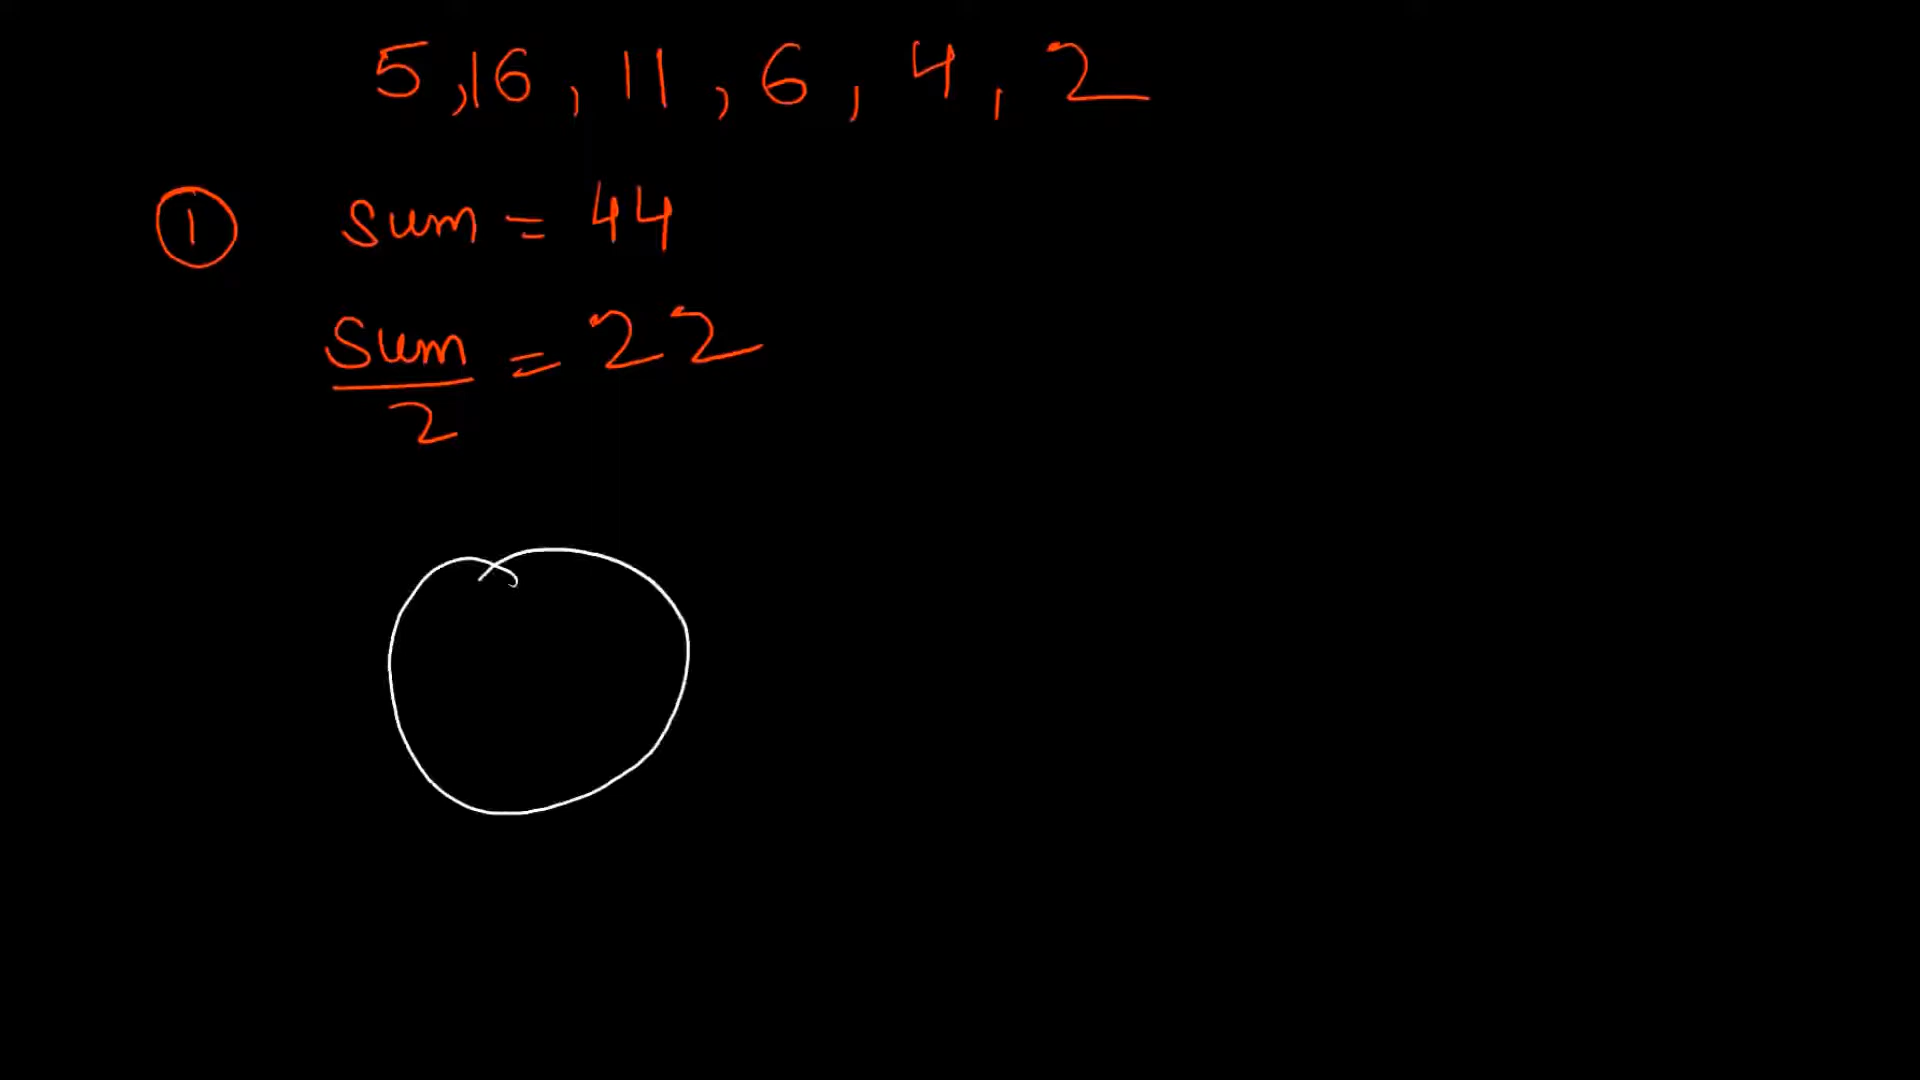 5, 16, 11, 6, 4, 2
① Sum = 44
Sum/2 = 22